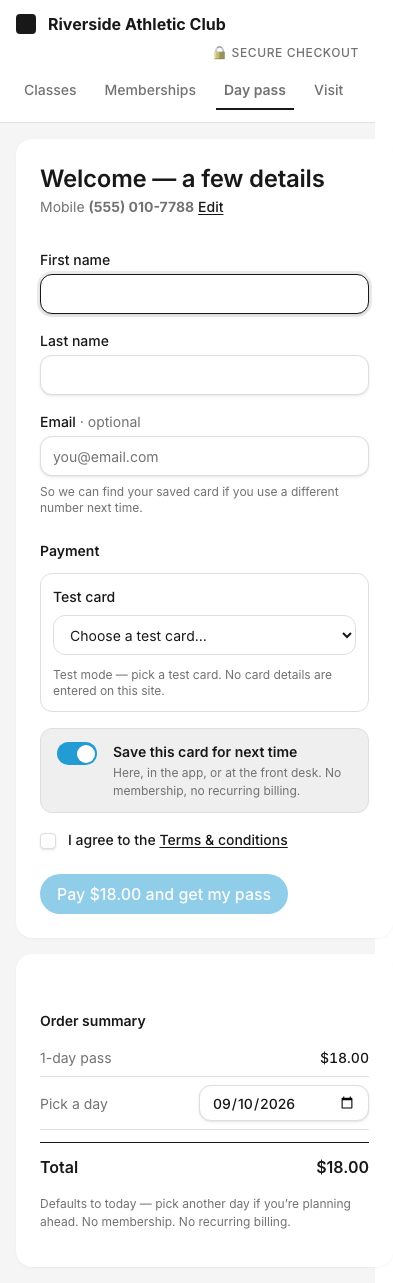 Riverside Athletic Club
🔒 SECURE CHECKOUT
Classes Memberships Day pass Visit
Welcome — a few details
Mobile (555) 010-7788 Edit
First name
Last name
Email · optional
you@email.com
So we can find your saved card if you use a different
number next time.
Payment
Test card
Choose a test card...
Test mode — pick a test card. No card details are
entered on this site.
Save this card for next time
Here, in the app, or at the front desk. No
membership, no recurring billing.
I agree to the Terms & conditions
Pay $18.00 and get my pass
Order summary
1-day pass $18.00
Pick a day 09/10/2026
Total $18.00
Defaults to today — pick another day if you’re planning
ahead. No membership. No recurring billing.